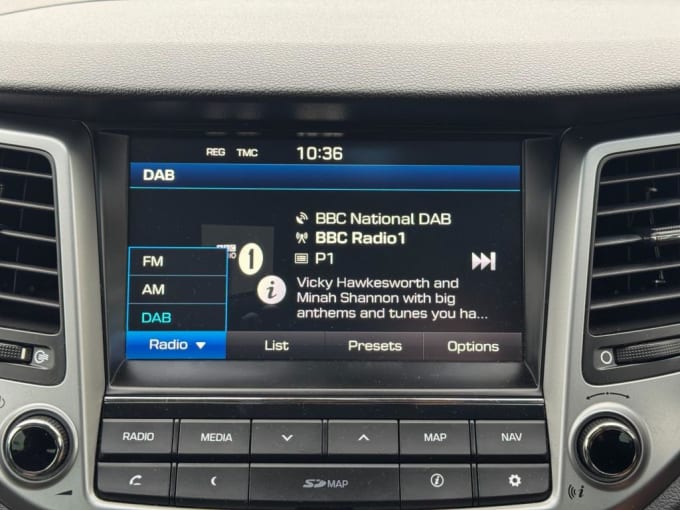 REG TMC 10:36
DAB
BBC National DAB
BBC Radio1
P1
1
i
Vicky Hawkesworth and
Minah Shannon with big
anthems and tunes you ha...
FM
AM
DAB
Radio
List
Presets
Options
RADIO
MEDIA
MAP
NAV
SD MAP
i
i